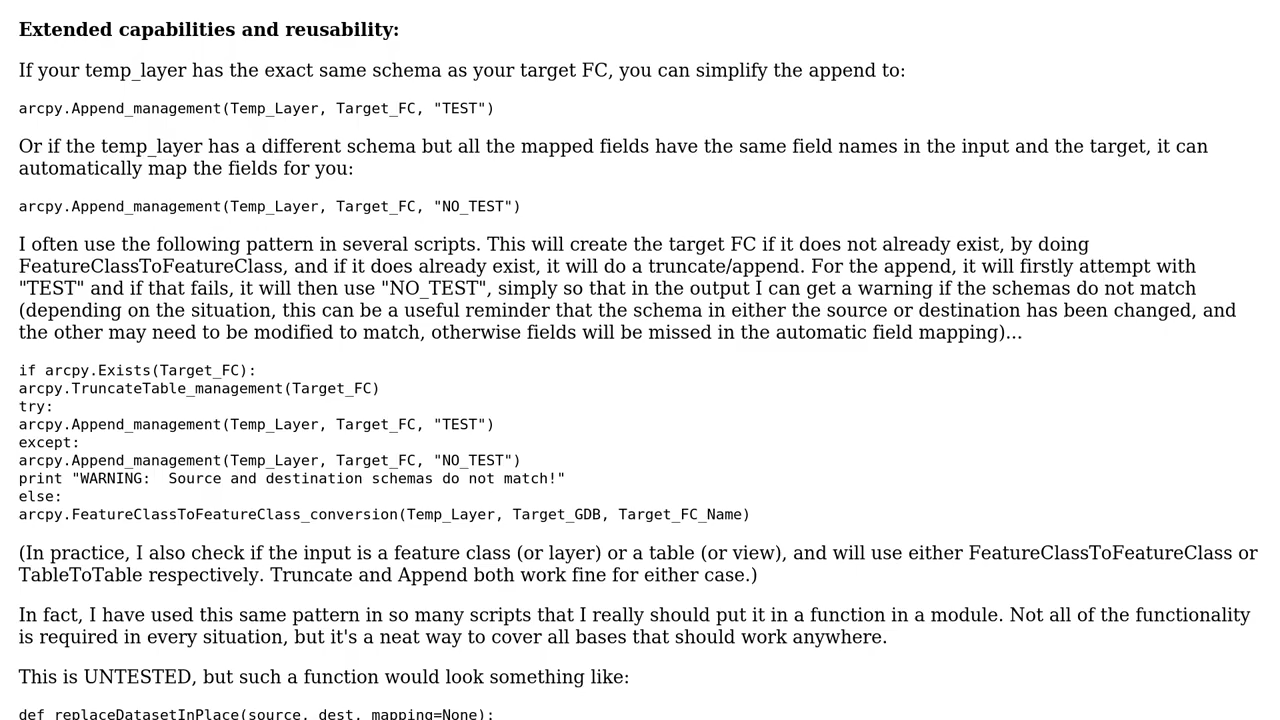 Extended capabilities and reusability:
If your temp_layer has the exact same schema as your target FC, you can simplify the append to:
arcpy.Append_management(Temp_Layer, Target_FC, "TEST")
Or if the temp_layer has a different schema but all the mapped fields have the same field names in the input and the target, it can
automatically map the fields for you:
arcpy.Append_management(Temp_Layer, Target_FC, "NO_TEST")
I often use the following pattern in several scripts. This will create the target FC if it does not already exist, by doing
FeatureClassToFeatureClass, and if it does already exist, it will do a truncate/append. For the append, it will firstly attempt with
"TEST" and if that fails, it will then use "NO_TEST", simply so that in the output I can get a warning if the schemas do not match
(depending on the situation, this can be a useful reminder that the schema in either the source or destination has been changed, and
the other may need to be modified to match, otherwise fields will be missed in the automatic field mapping)...
if arcpy.Exists(Target_FC):
arcpy.TruncateTable_management(Target_FC)
try:
arcpy.Append_management(Temp_Layer, Target_FC, "TEST")
except:
arcpy.Append_management(Temp_Layer, Target_FC, "NO_TEST")
print "WARNING:  Source and destination schemas do not match!"
else:
arcpy.FeatureClassToFeatureClass_conversion(Temp_Layer, Target_GDB, Target_FC_Name)
(In practice, I also check if the input is a feature class (or layer) or a table (or view), and will use either FeatureClassToFeatureClass or
TableToTable respectively. Truncate and Append both work fine for either case.)
In fact, I have used this same pattern in so many scripts that I really should put it in a function in a module. Not all of the functionality
is required in every situation, but it's a neat way to cover all bases that should work anywhere.
This is UNTESTED, but such a function would look something like:
def replaceDatasetInPlace(source, dest, mapping=None):